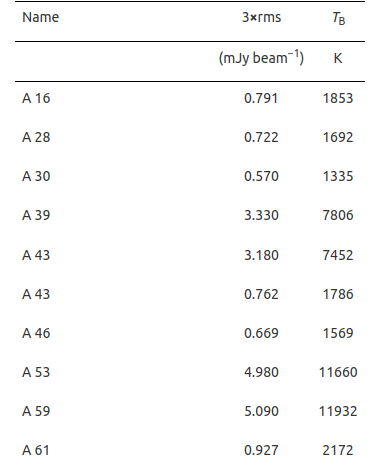 Name 3×rms T_B
(mJy beam⁻¹) K
A 16 0.791 1853
A 28 0.722 1692
A 30 0.570 1335
A 39 3.330 7806
A 43 3.180 7452
A 43 0.762 1786
A 46 0.669 1569
A 53 4.980 11660
A 59 5.090 11932
A 61 0.927 2172